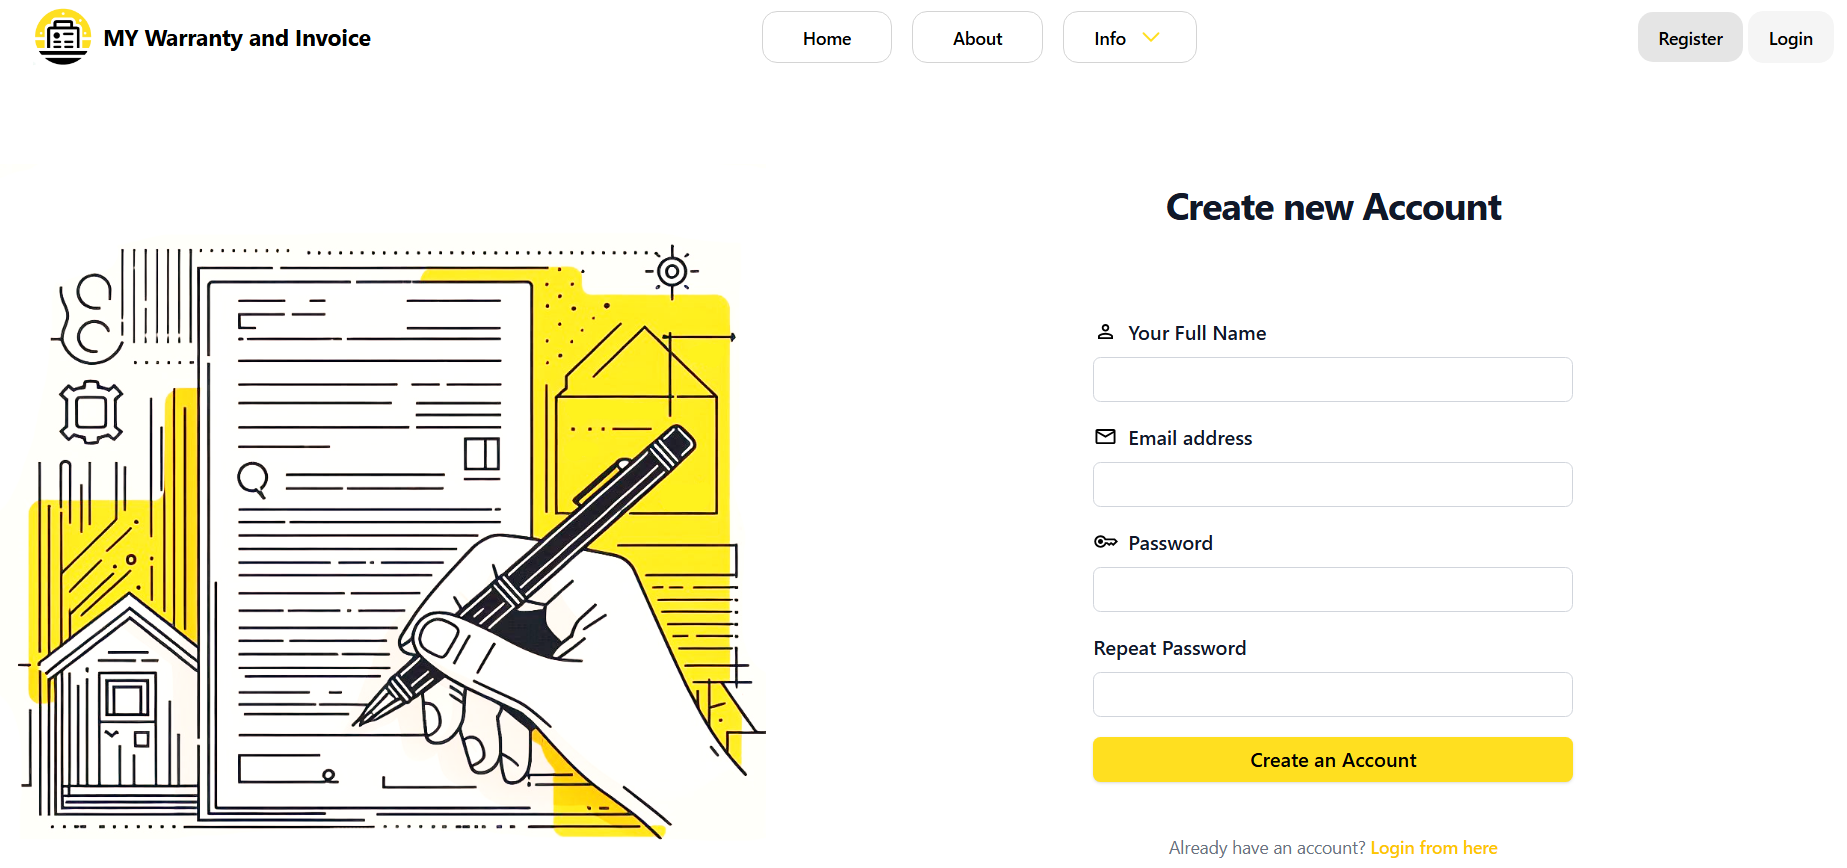 MY Warranty and Invoice
Home
About
Info
Register
Login
Create new Account
Your Full Name
Email address
Password
Repeat Password
Create an Account
Already have an account? Login from here